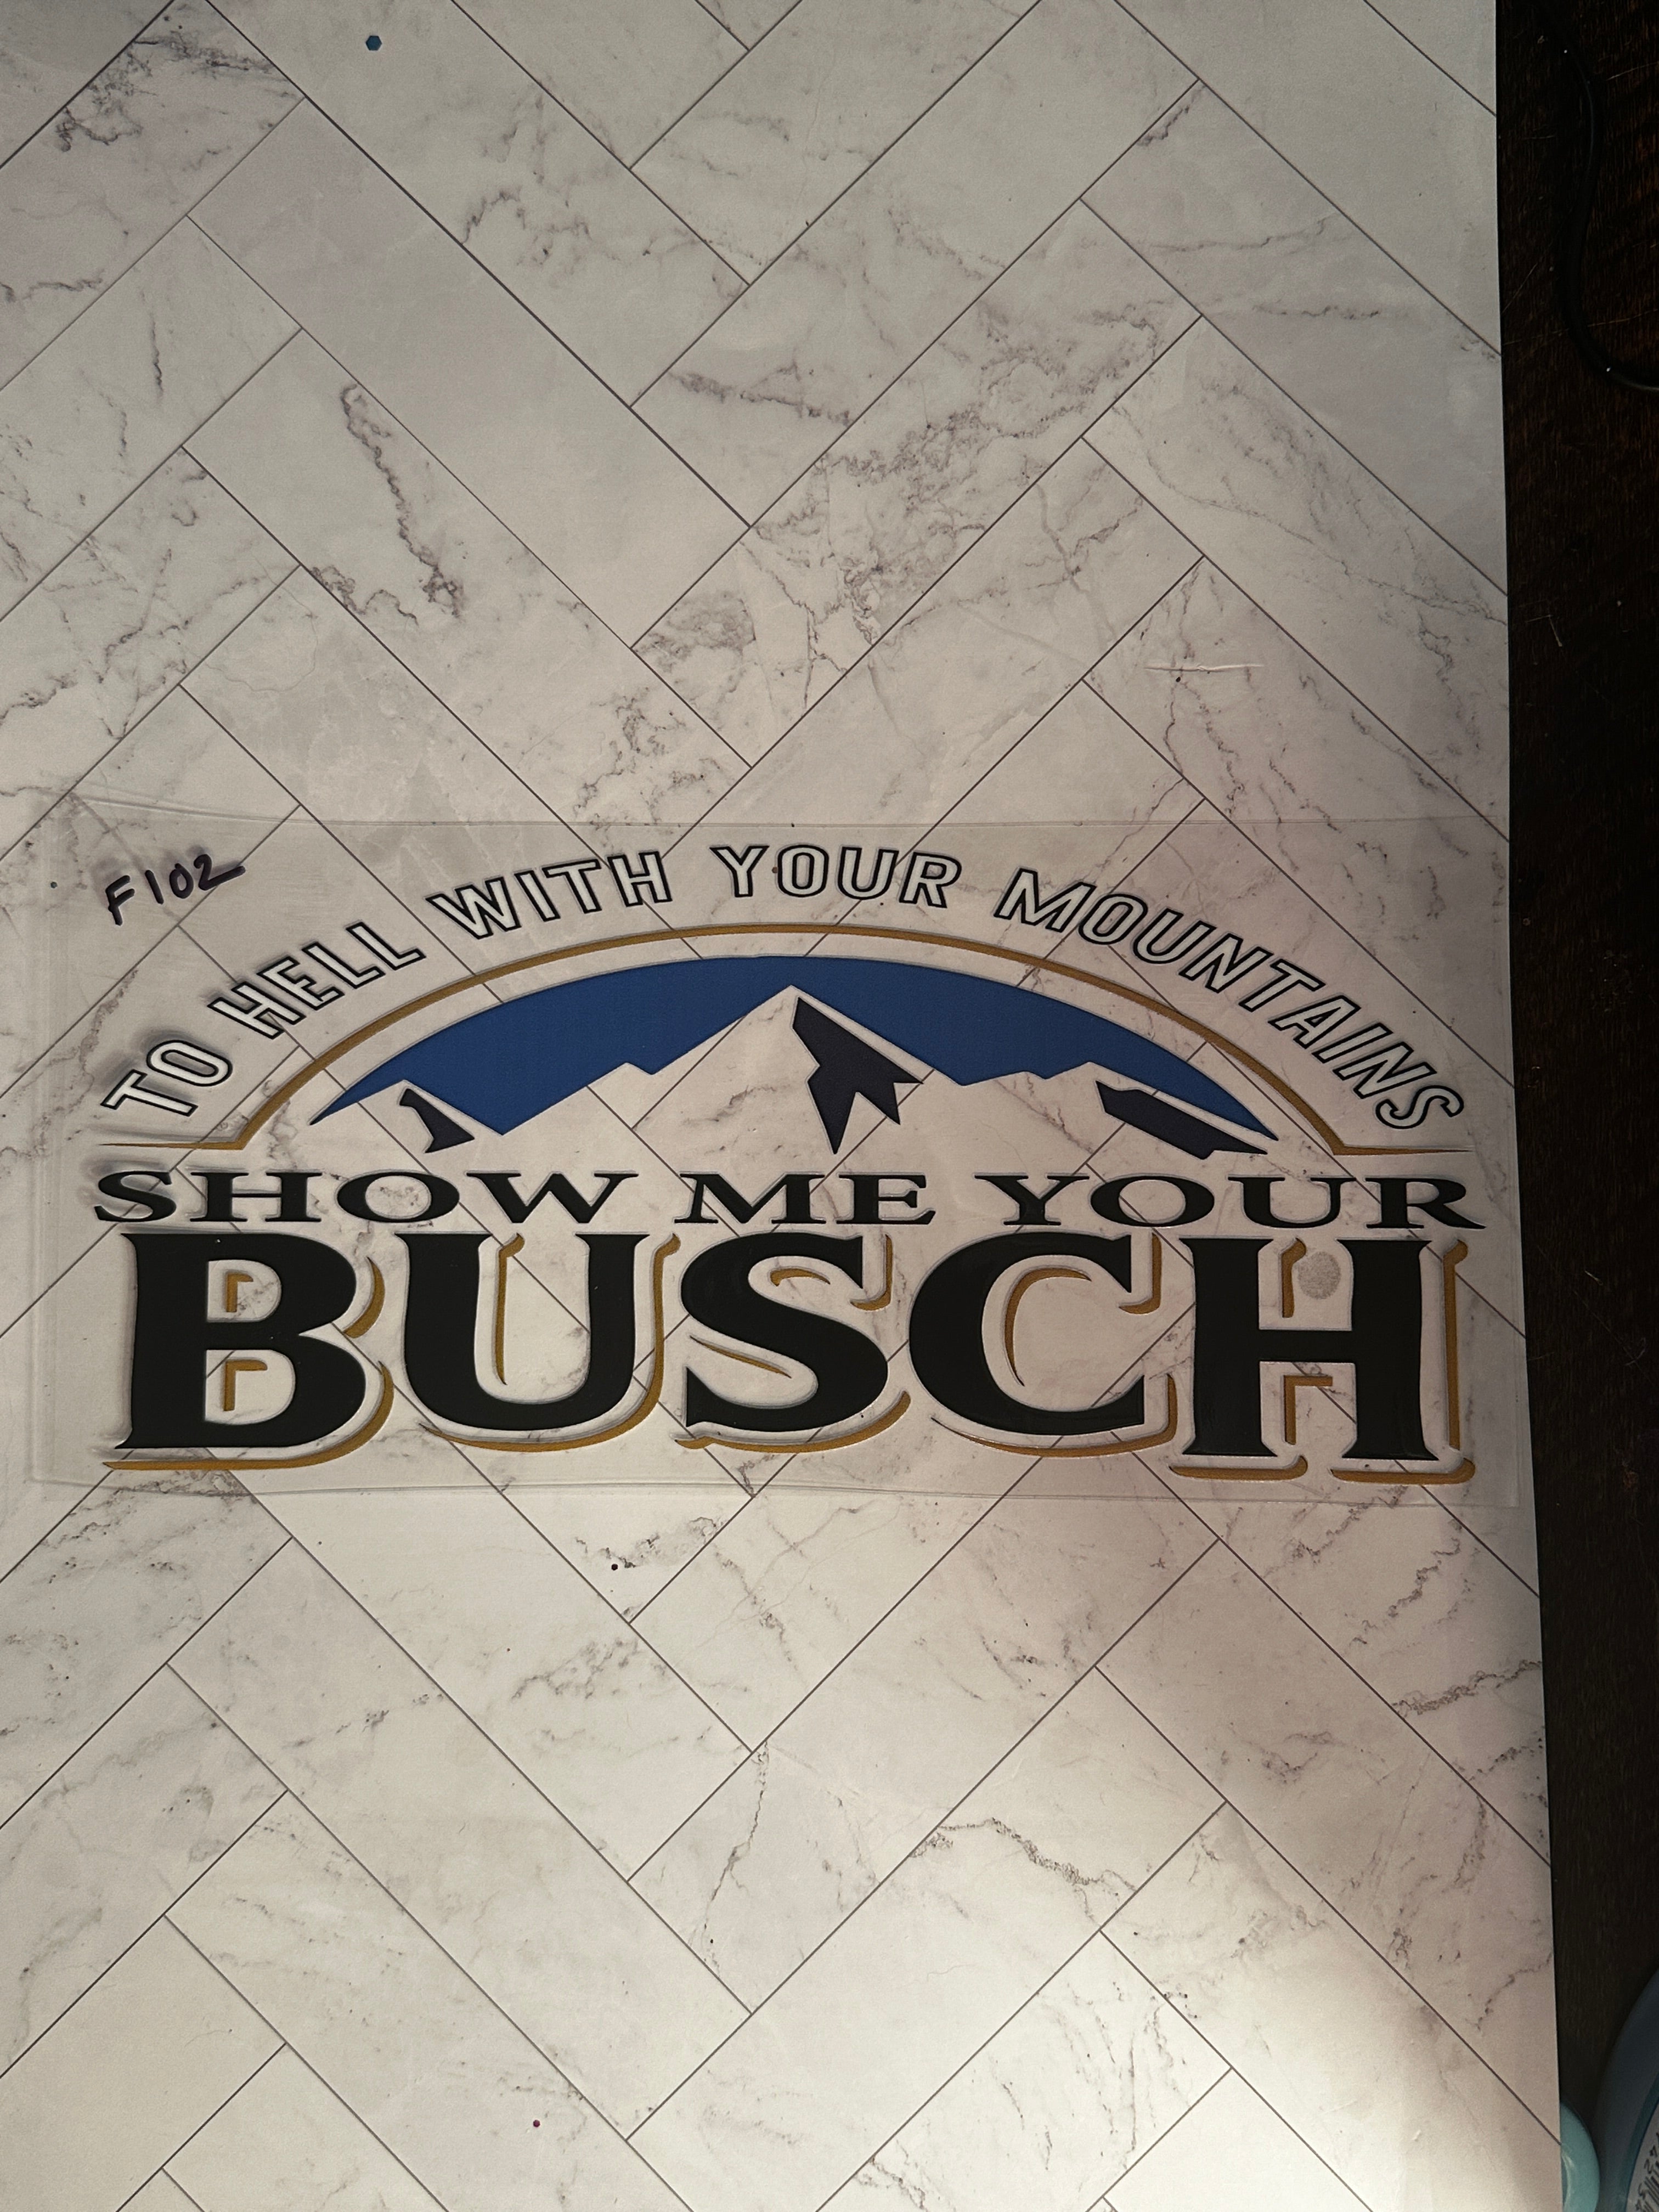 F102
TO HELL WITH YOUR MOUNTAINS
SHOW ME YOUR
BUSCH